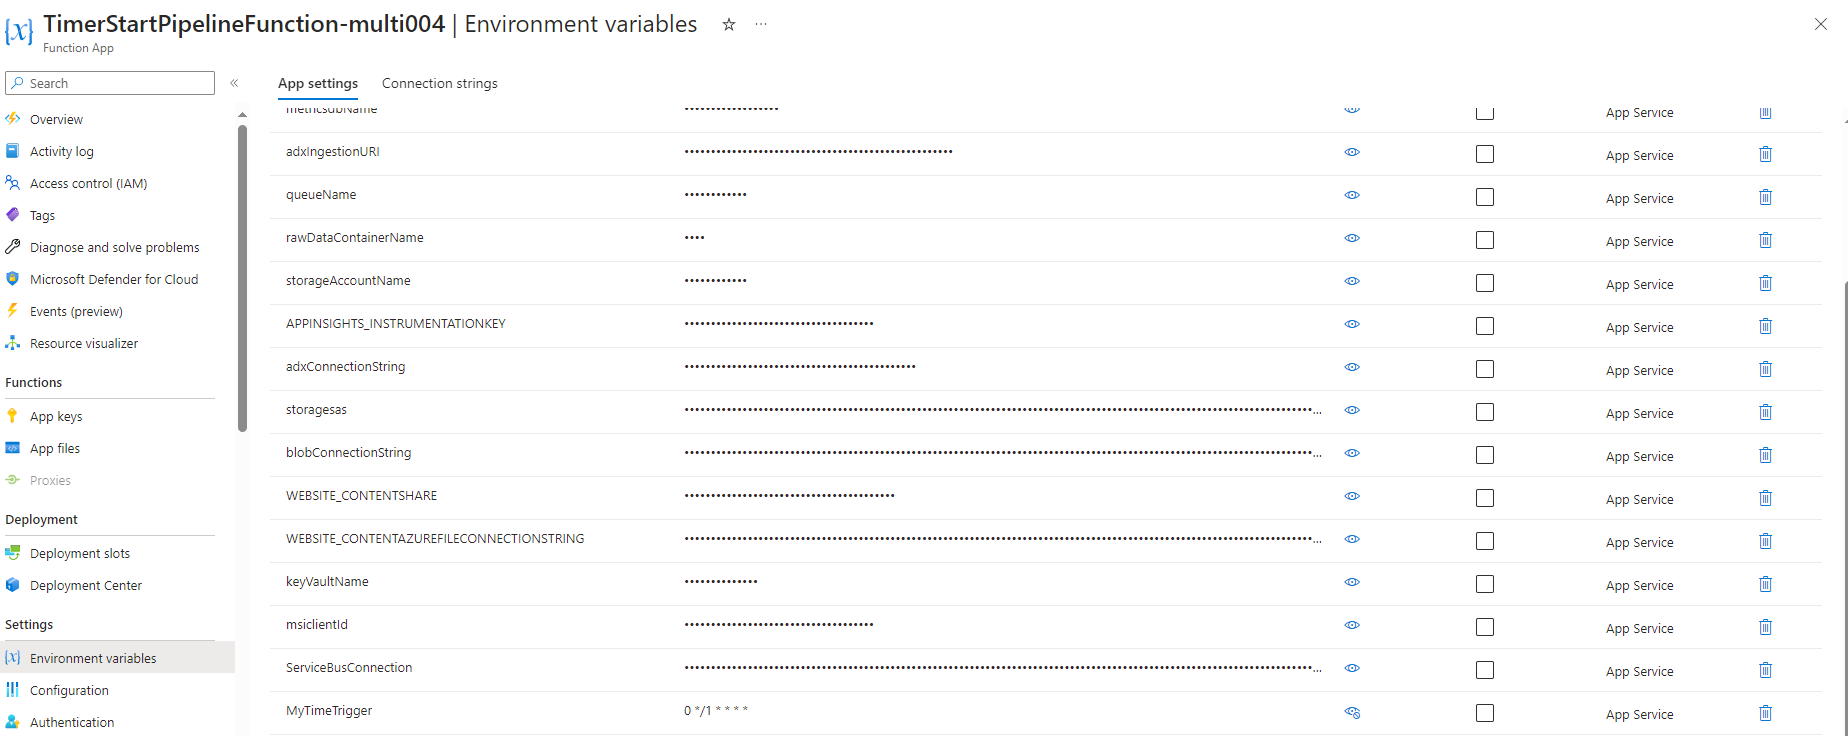 TimerStartPipelineFunction-multi004 | Environment variables
Function App
Search
App settings
Connection strings
Overview
Activity log
Access control (IAM)
Tags
Diagnose and solve problems
Microsoft Defender for Cloud
Events (preview)
Resource visualizer
Functions
App keys
App files
Proxies
Deployment
Deployment slots
Deployment Center
Settings
Environment variables
Configuration
Authentication
metricsdbName App Service
adxIngestionURI App Service
queueName App Service
rawDataContainerName App Service
storageAccountName App Service
APPINSIGHTS_INSTRUMENTATIONKEY App Service
adxConnectionString App Service
storagesas ... App Service
blobConnectionString ... App Service
WEBSITE_CONTENTSHARE App Service
WEBSITE_CONTENTAZUREFILECONNECTIONSTRING ... App Service
keyVaultName App Service
msiclientId App Service
ServiceBusConnection ... App Service
MyTimeTrigger 0 */1 * * * * App Service